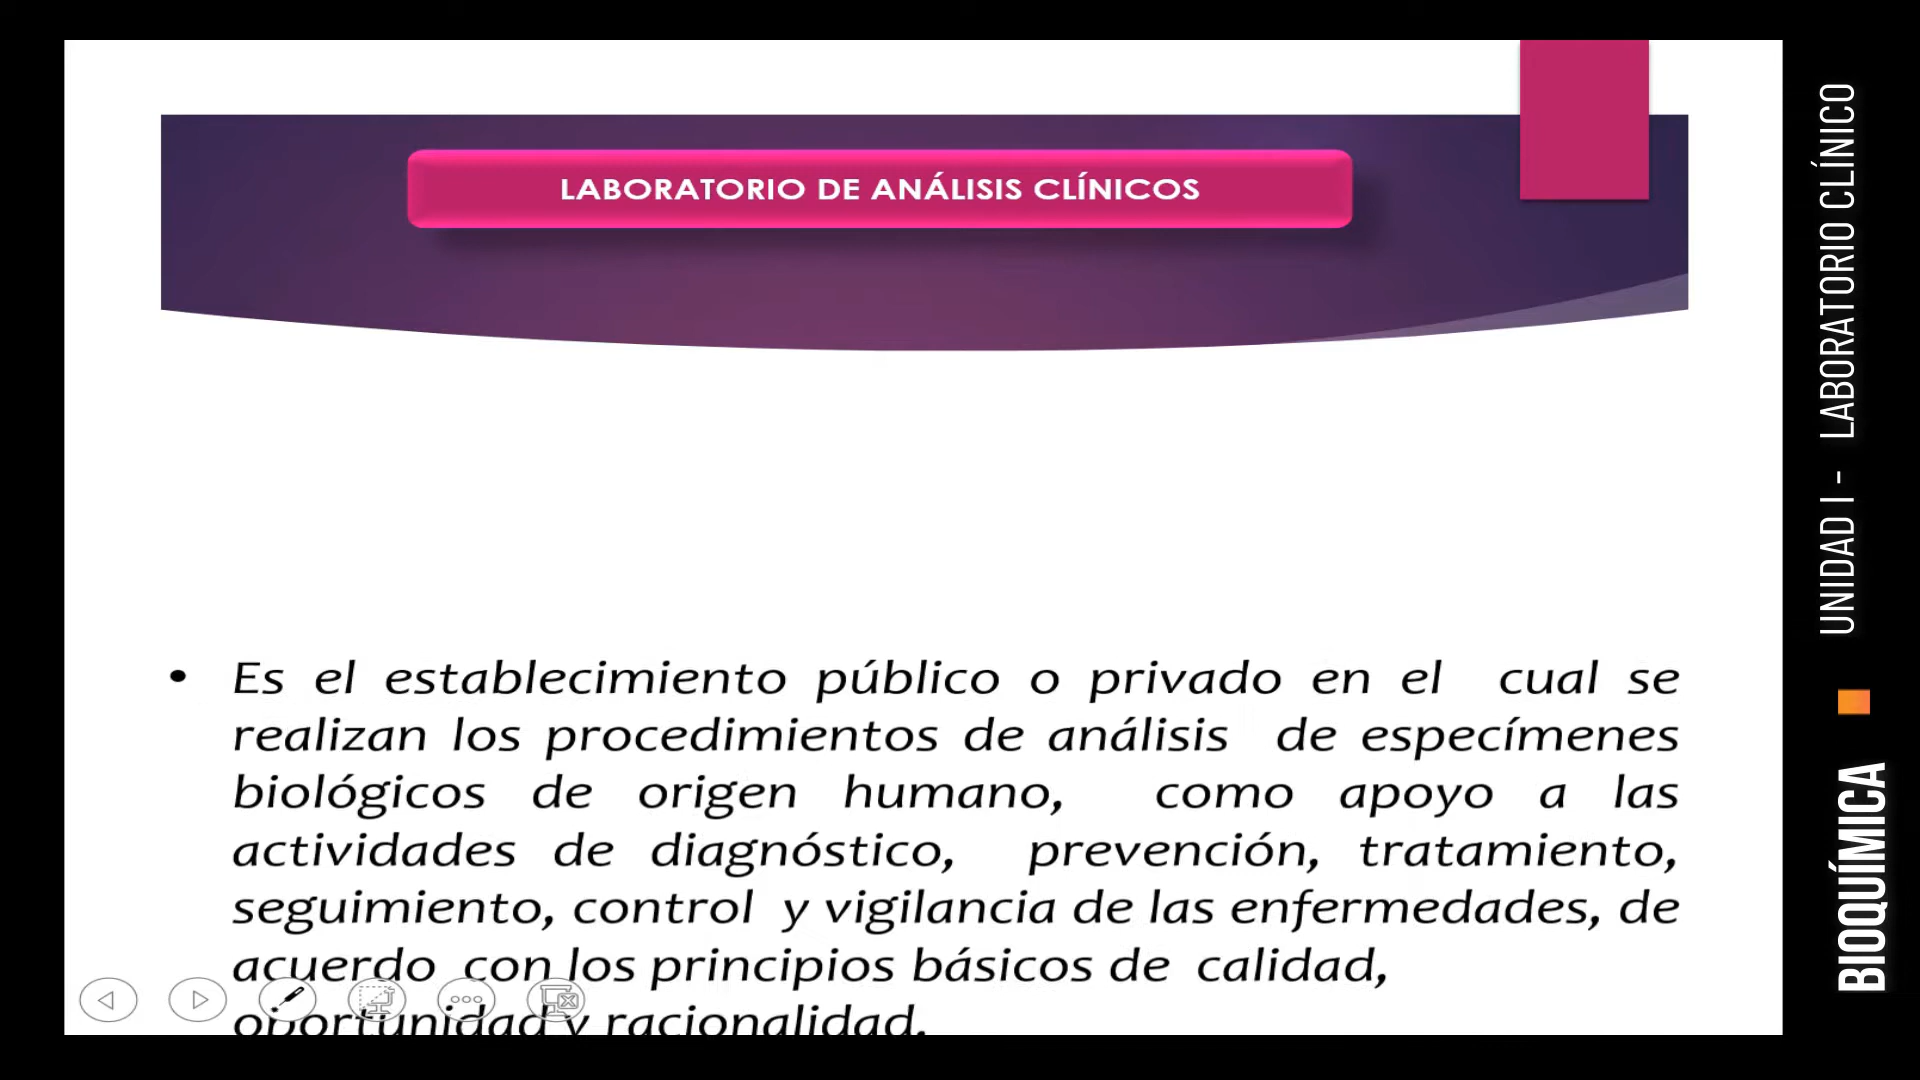 LABORATORIO DE ANÁLISIS CLÍNICOS
• Es el establecimiento público o privado en el cual se
realizan los procedimientos de análisis de especímenes
biológicos de origen humano, como apoyo a las
actividades de diagnóstico, prevención, tratamiento,
seguimiento, control y vigilancia de las enfermedades, de
acuerdo con los principios básicos de calidad,
oportunidad y racionalidad.
UNIDAD I - LABORATORIO CLÍNICO
BIOQUÍMICA